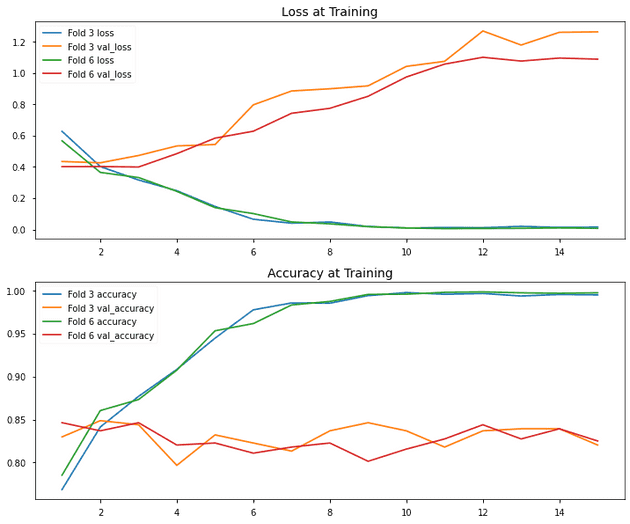 Loss at Training
Fold 3 loss
Fold 3 val_loss
Fold 6 loss
Fold 6 val_loss
1.2
1.0
0.8
0.6
0.4
0.2
0.0
2 4 6 8 10 12 14
Accuracy at Training
Fold 3 accuracy
Fold 3 val_accuracy
Fold 6 accuracy
Fold 6 val_accuracy
1.00
0.95
0.90
0.85
0.80
2 4 6 8 10 12 14